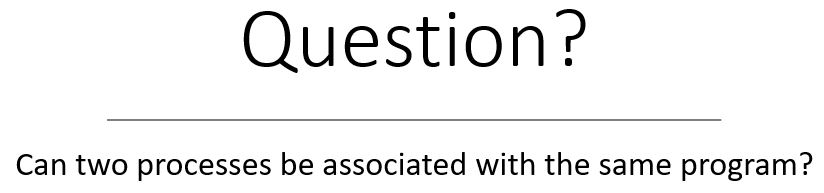 Question?
Can two processes be associated with the same program?